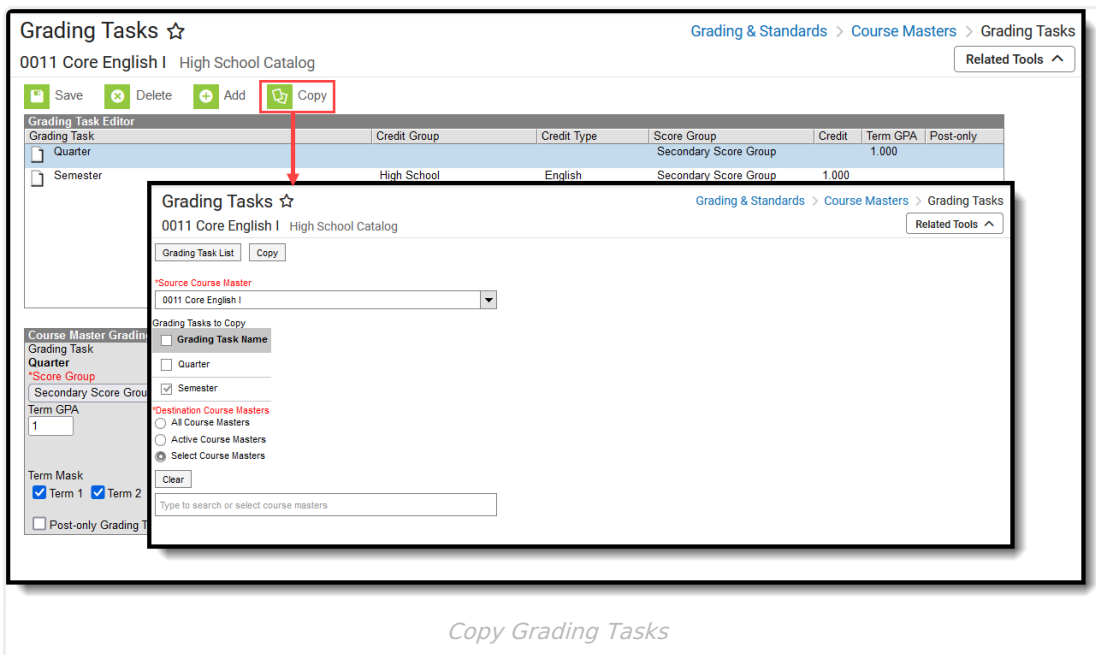 Grading Tasks
Grading & Standards > Course Masters > Grading Tasks
0011 Core English I High School Catalog
Related Tools
Save Delete Add Copy
Grading Task Editor
Grading Task Credit Group Credit Type Score Group Credit Term GPA Post-only
Quarter Secondary Score Group 1.000
Semester High School English Secondary Score Group 1.000
Grading Tasks
Grading & Standards > Course Masters > Grading Tasks
0011 Core English I High School Catalog
Related Tools
Grading Task List Copy
*Source Course Master
0011 Core English I
Grading Tasks to Copy
Grading Task Name
Quarter
Semester
*Destination Course Masters
All Course Masters
Active Course Masters
Select Course Masters
Clear
Type to search or select course masters
Course Master Grading
Grading Task
Quarter
*Score Group
Secondary Score Grou
Term GPA
1
Term Mask
Term 1 Term 2
Post-only Grading T
Copy Grading Tasks